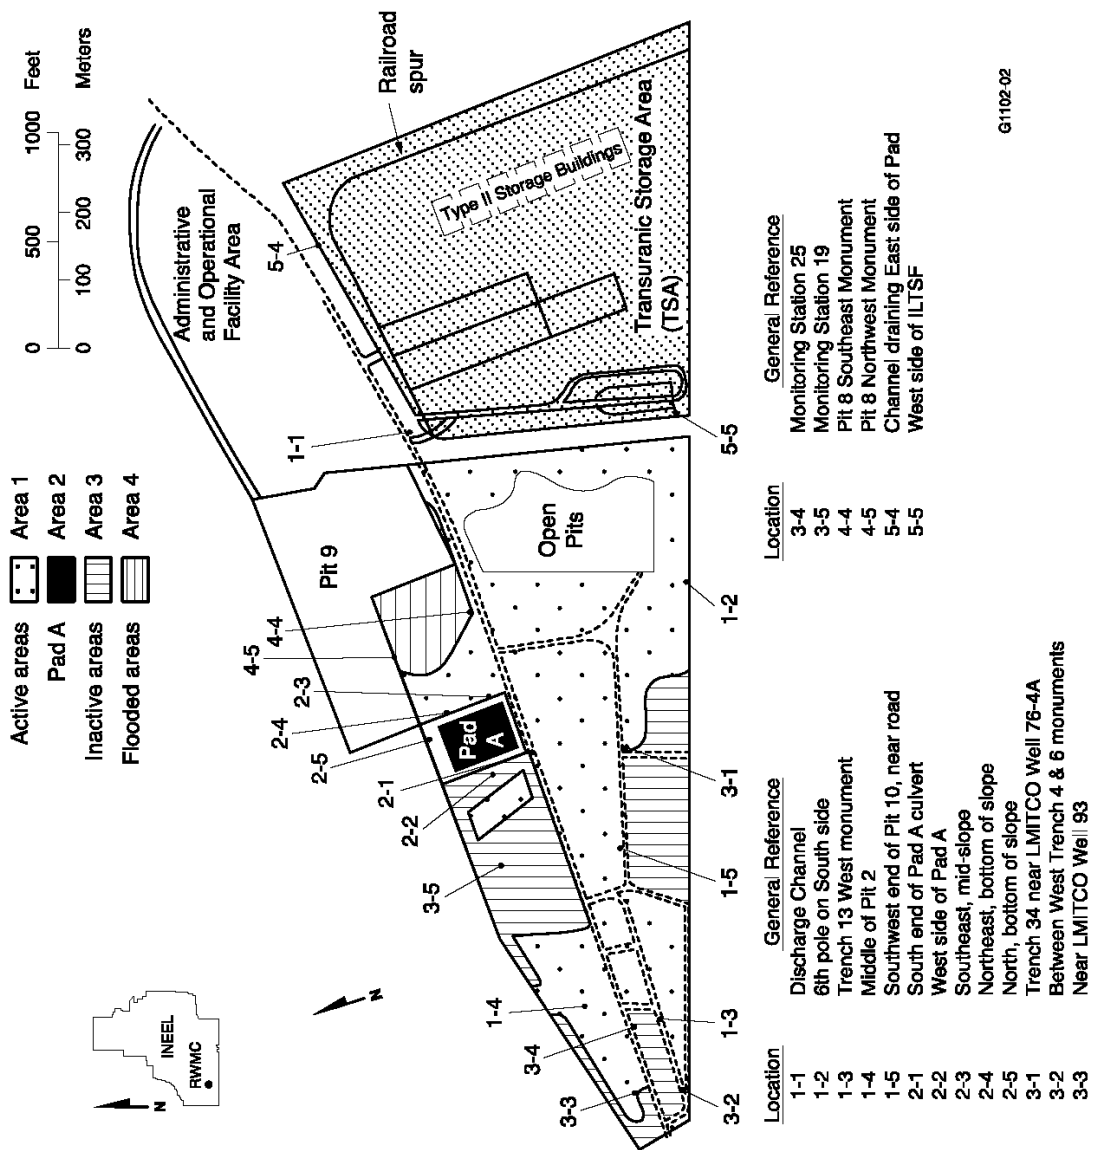 Active areas Area 1
Pad A Area 2
Inactive areas Area 3
Flooded areas Area 4
0 500 1000 Feet
0 100 200 300 Meters
INEEL
RWMC
N
N
Administrative
and Operational
Facility Area
Railroad
spur
Type II Storage Buildings
Transuranic Storage Area
(TSA)
Pit 9
Open
Pits
Pad
A
3-3
3-4
1-4
3-5
2-2
2-1
2-5
2-4
2-3
4-5
4-4
1-1
5-4
3-2
1-3
1-5
3-1
1-2
5-5
Location General Reference
1-1 Discharge Channel
1-2 6th pole on South side
1-3 Trench 13 West monument
1-4 Middle of Pit 2
1-5 Southwest end of Pit 10, near road
2-1 South end of Pad A culvert
2-2 West side of Pad A
2-3 Southeast, mid-slope
2-4 Northeast, bottom of slope
2-5 North, bottom of slope
3-1 Trench 34 near LMITCO Well 76-4A
3-2 Between West Trench 4 & 6 monuments
3-3 Near LMITCO Well 93
Location General Reference
3-4 Monitoring Station 25
3-5 Monitoring Station 19
4-4 Pit 8 Southeast Monument
4-5 Pit 8 Northwest Monument
5-4 Channel draining East side of Pad
5-5 West side of ILTSF
G1102-02